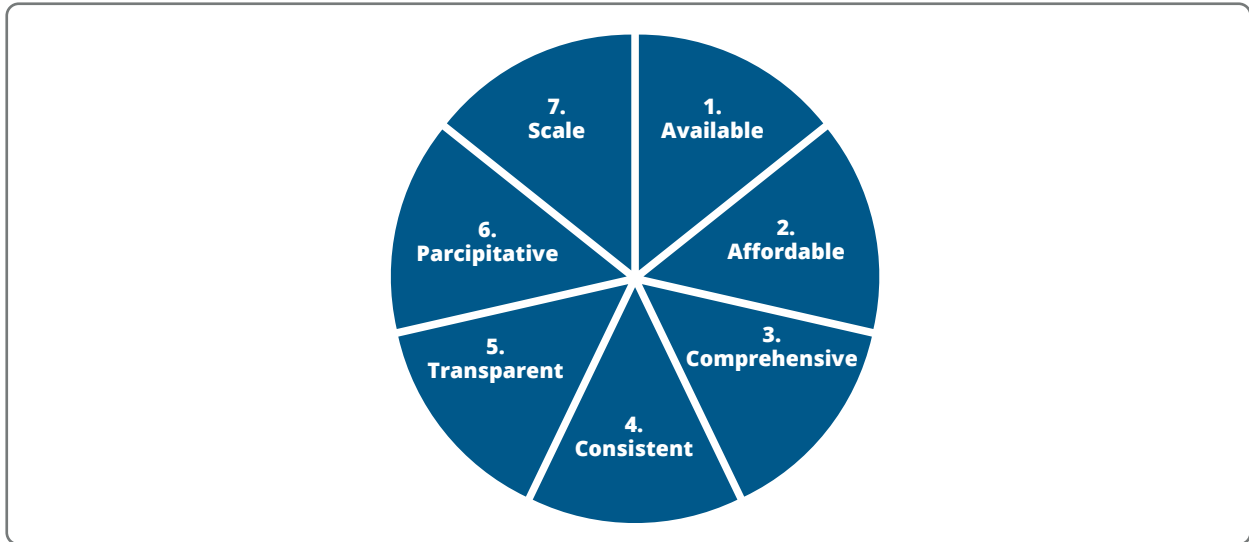 1.
Available
2.
Affordable
3.
Comprehensive
4.
Consistent
5.
Transparent
6.
Parcipitative
7.
Scale